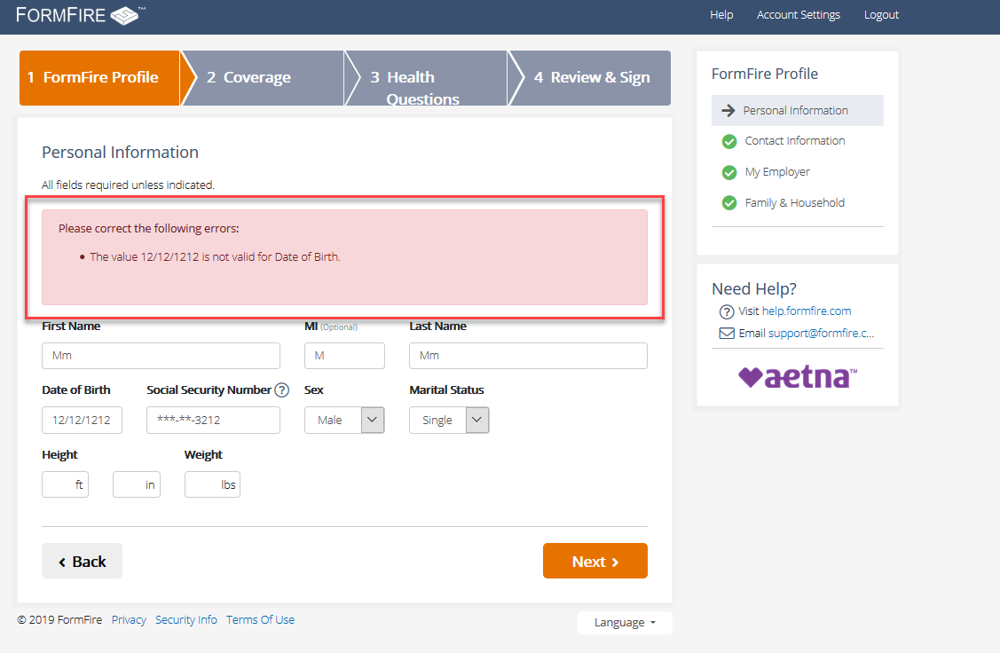 FORMFIRE ™
Help Account Settings Logout
1 FormFire Profile
2 Coverage
3 Health
Questions
4 Review & Sign
Personal Information
All fields required unless indicated.
Please correct the following errors:
• The value 12/12/1212 is not valid for Date of Birth.
First Name MI (Optional) Last Name
Mm M Mm
Date of Birth Social Security Number ? Sex Marital Status
12/12/1212 ***-**-3212 Male Single
Height Weight
ft in lbs
Back Next
© 2019 FormFire Privacy Security Info Terms Of Use
Language
FormFire Profile
Personal Information
Contact Information
My Employer
Family & Household
Need Help?
? Visit help.formfire.com
Email support@formfire.c...
aetna™